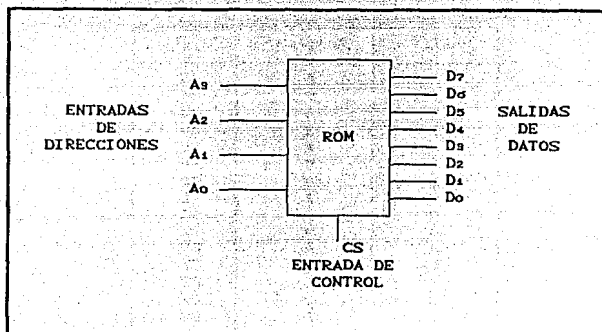 ENTRADAS
DE
DIRECCIONES
A3
A2
A1
A0
ROM
D7
D6
D5
D4
D3
D2
D1
D0
SALIDAS
DE
DATOS
CS
ENTRADA DE
CONTROL